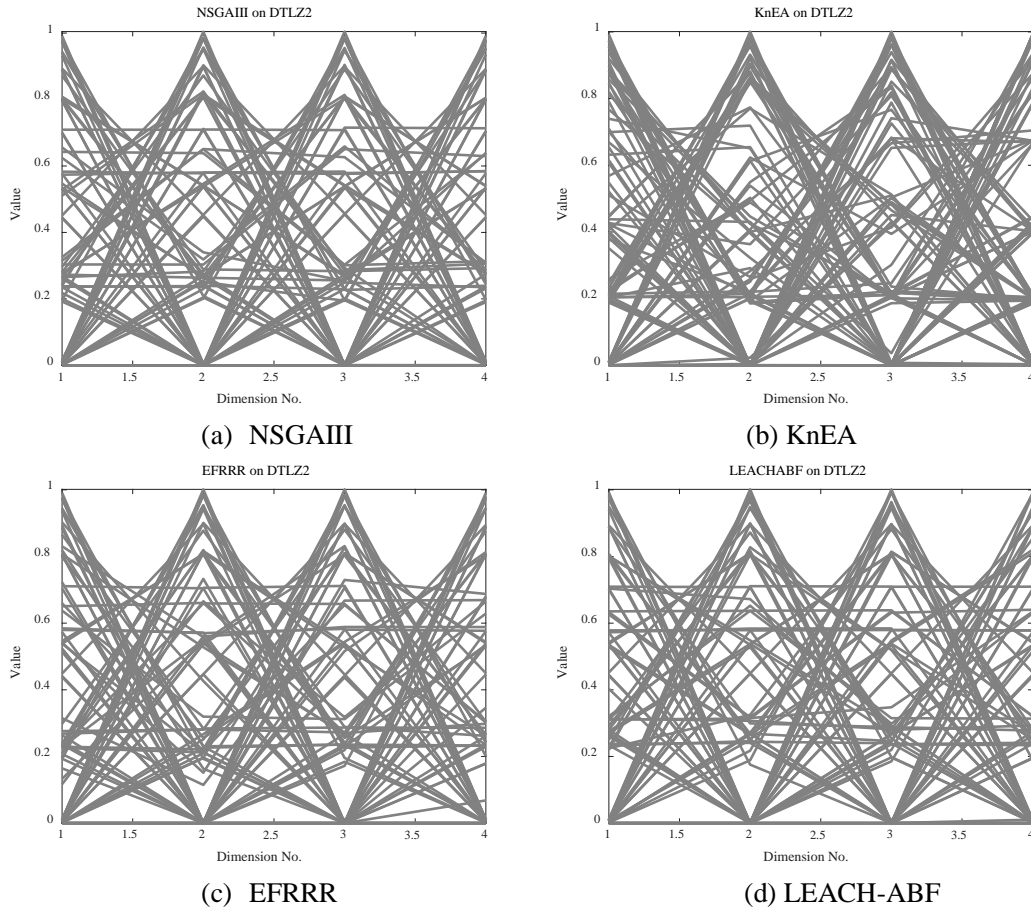 NSGAIII on DTLZ2
1
0.8
0.6
0.4
0.2
0
Value
1 1.5 2 2.5 3 3.5 4
Dimension No.
(a) NSGAIII
KnEA on DTLZ2
1
0.8
0.6
0.4
0.2
0
Value
1 1.5 2 2.5 3 3.5 4
Dimension No.
(b) KnEA
EFRRR on DTLZ2
1
0.8
0.6
0.4
0.2
0
Value
1 1.5 2 2.5 3 3.5 4
Dimension No.
(c) EFRRR
LEACHABF on DTLZ2
1
0.8
0.6
0.4
0.2
0
Value
1 1.5 2 2.5 3 3.5 4
Dimension No.
(d) LEACH-ABF